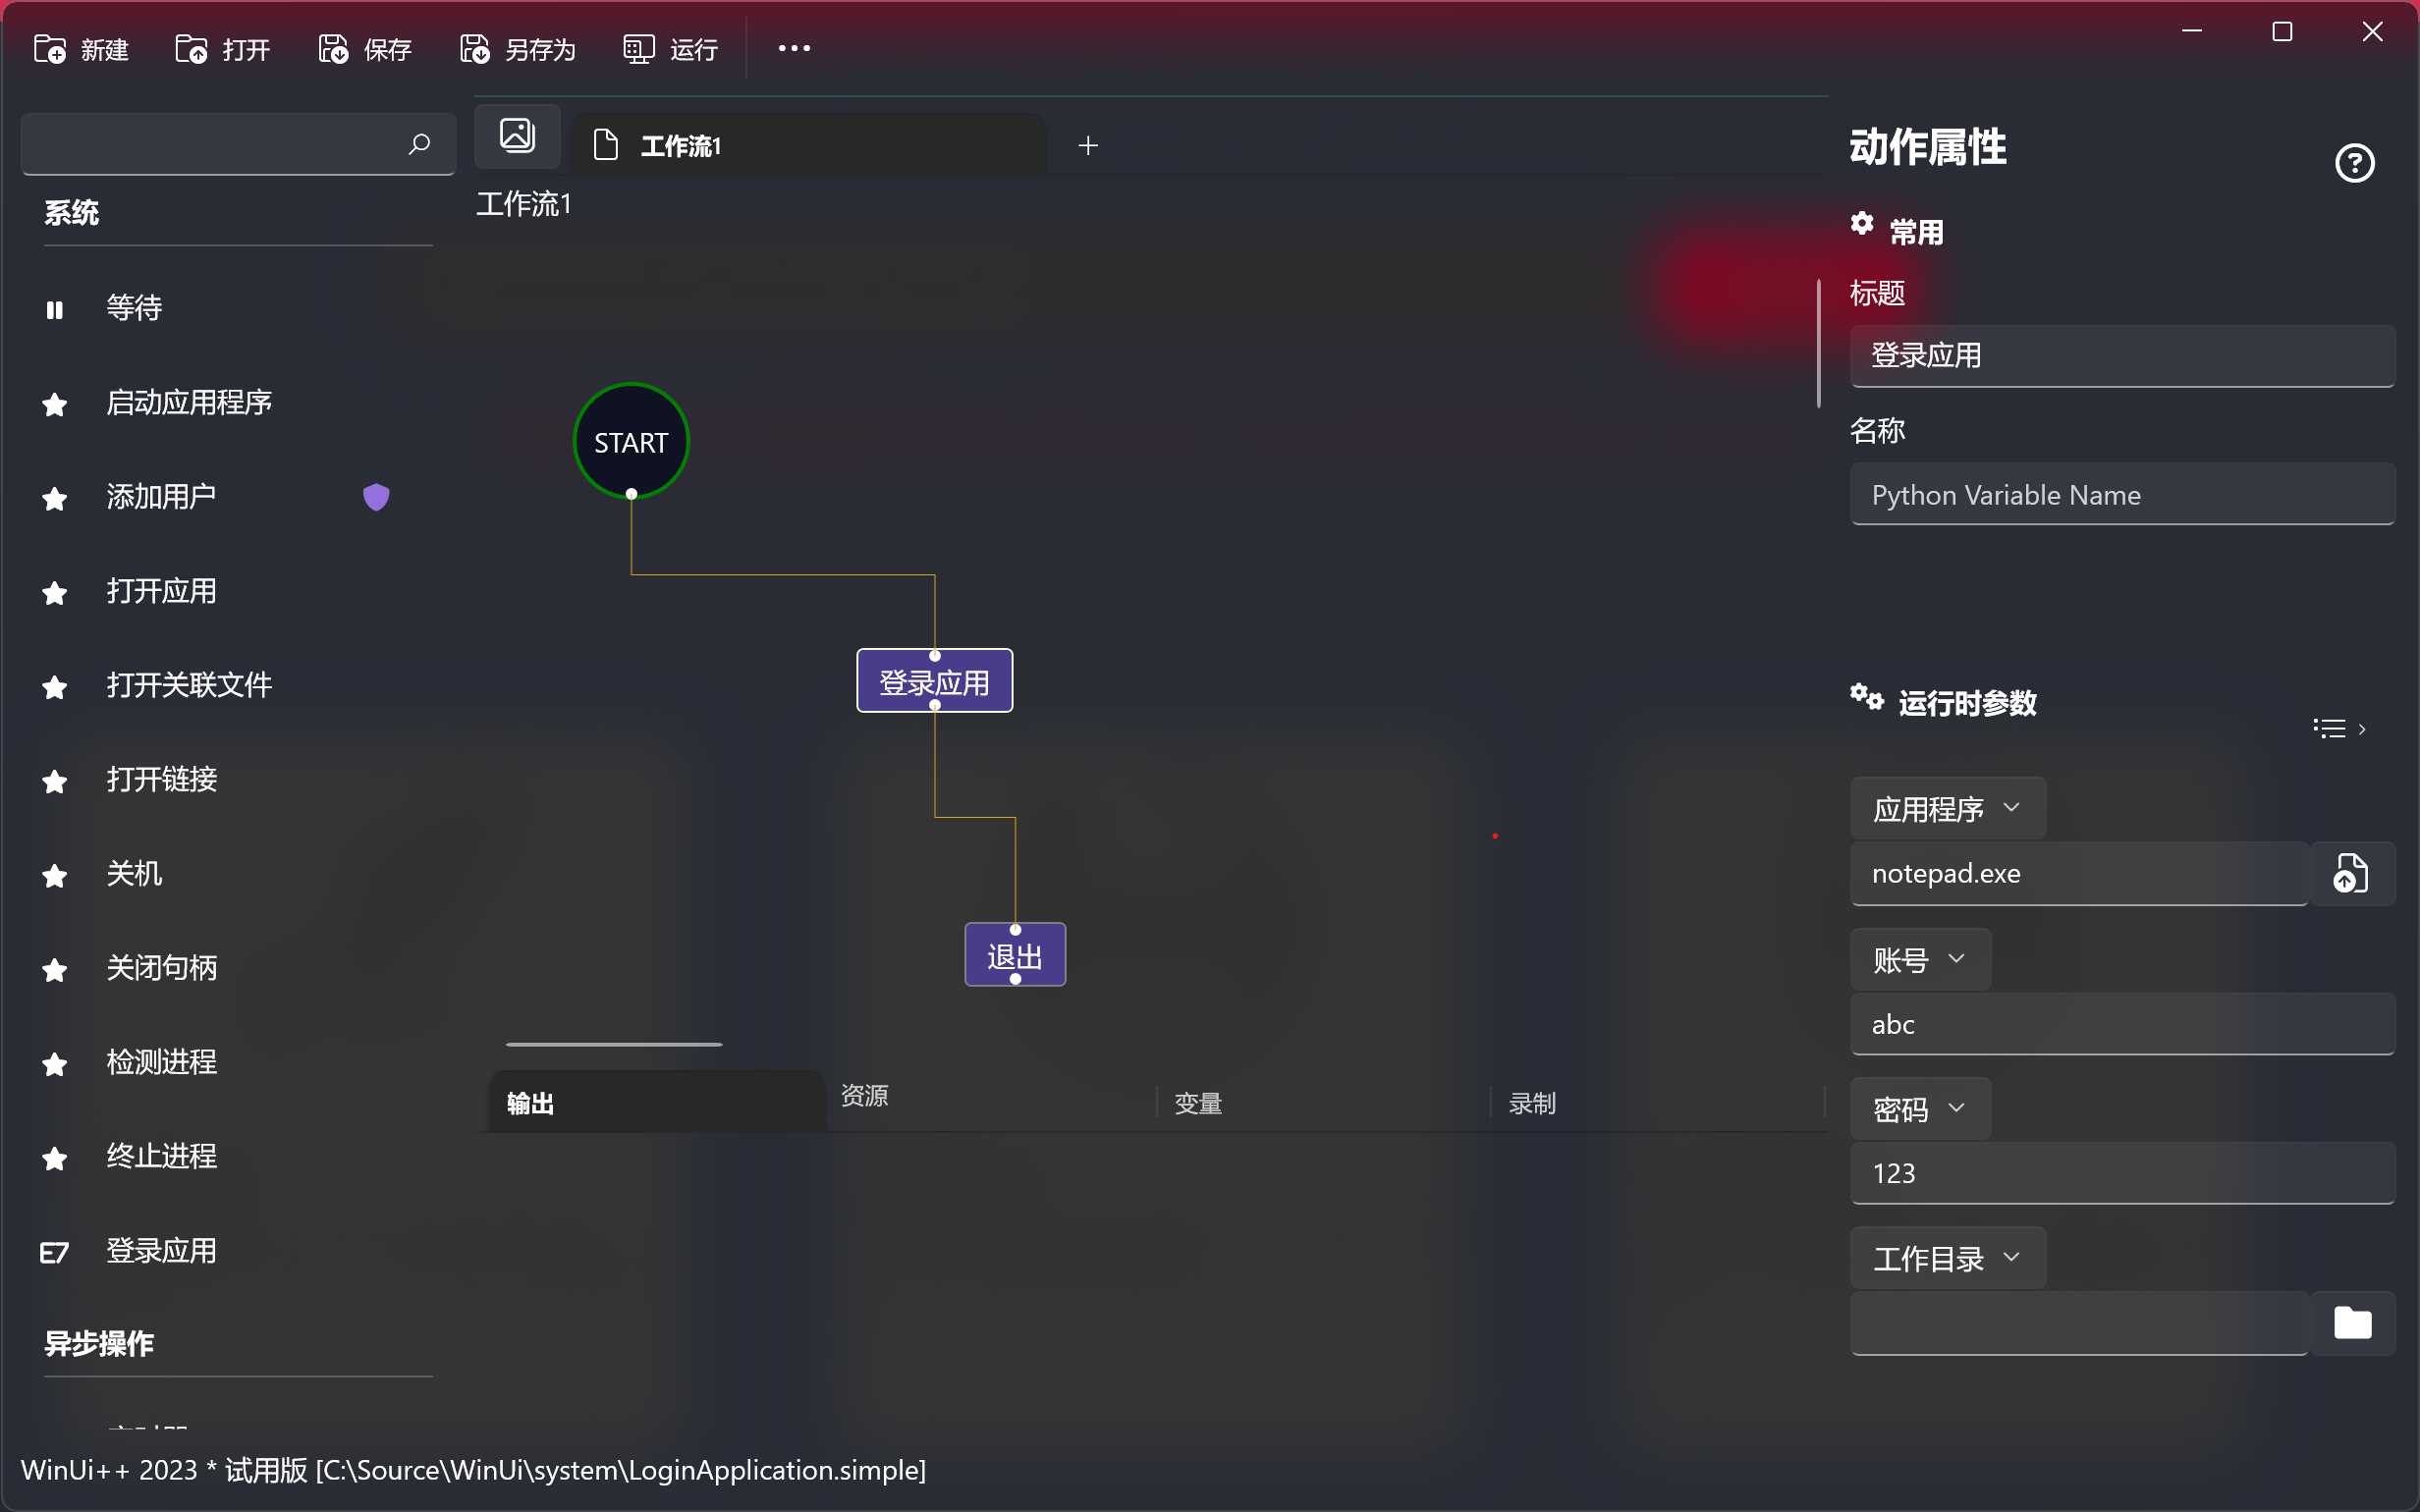 新建 打开 保存 另存为 运行
工作流1
工作流1
系统
等待
启动应用程序
添加用户
打开应用
打开关联文件
打开链接
关机
关闭句柄
检测进程
终止进程
登录应用
异步操作
START
登录应用
退出
输出 资源 变量 录制
动作属性
常用
标题
登录应用
名称
Python Variable Name
运行时参数
应用程序
notepad.exe
账号
abc
密码
123
工作目录
WinUi++ 2023 * 试用版 [C:\Source\WinUi\system\LoginApplication.simple]